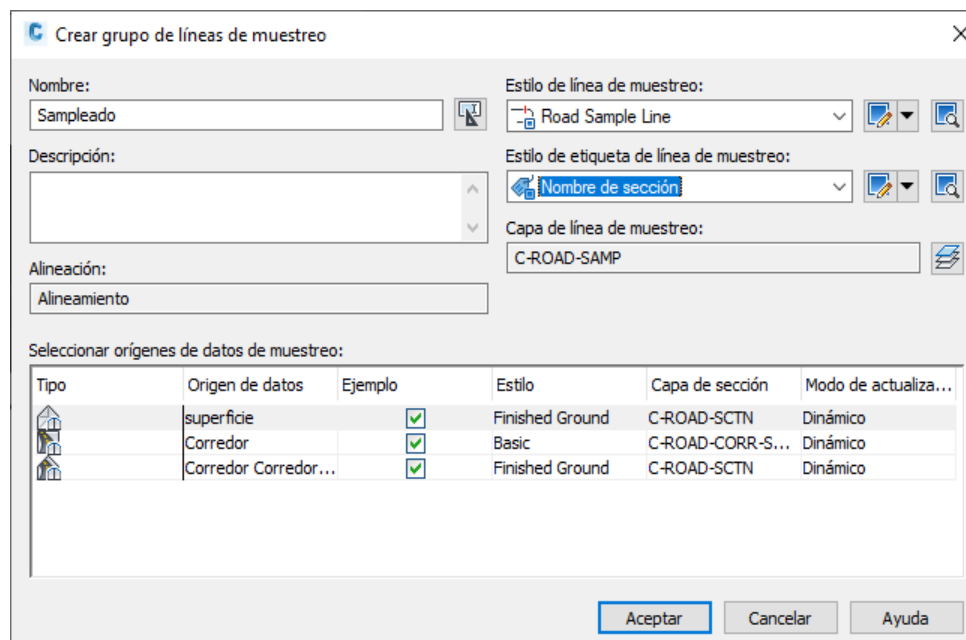 Crear grupo de líneas de muestreo
Nombre:
Sampleado
Descripción:
Alineación:
Alineamiento
Estilo de línea de muestreo:
Road Sample Line
Estilo de etiqueta de línea de muestreo:
Nombre de sección
Capa de línea de muestreo:
C-ROAD-SAMP
Seleccionar orígenes de datos de muestreo:
Tipo Origen de datos Ejemplo Estilo Capa de sección Modo de actualiza...
superficie Finished Ground C-ROAD-SCTN Dinámico
Corredor Basic C-ROAD-CORR-S... Dinámico
Corredor Corredor... Finished Ground C-ROAD-SCTN Dinámico
Aceptar Cancelar Ayuda